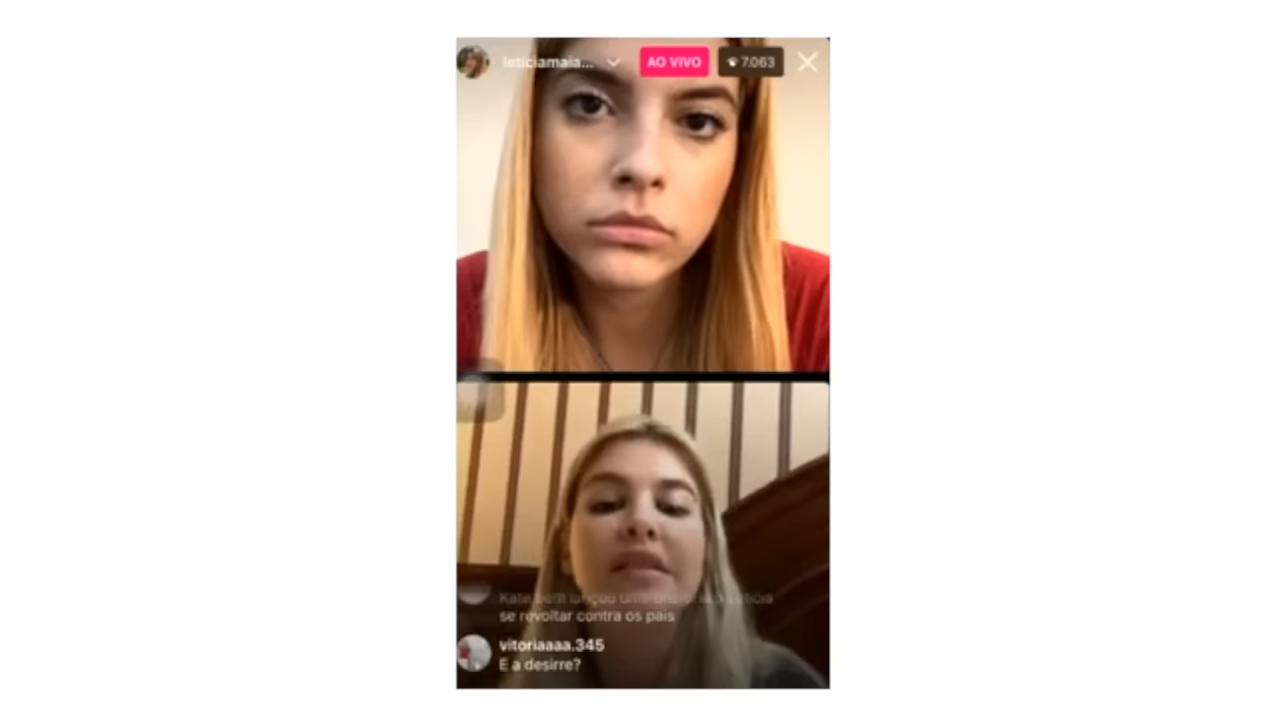 leticiamaia...
AO VIVO
7.063
se revoltar contra os pais
vitoriaaaa.345
E a desirre?